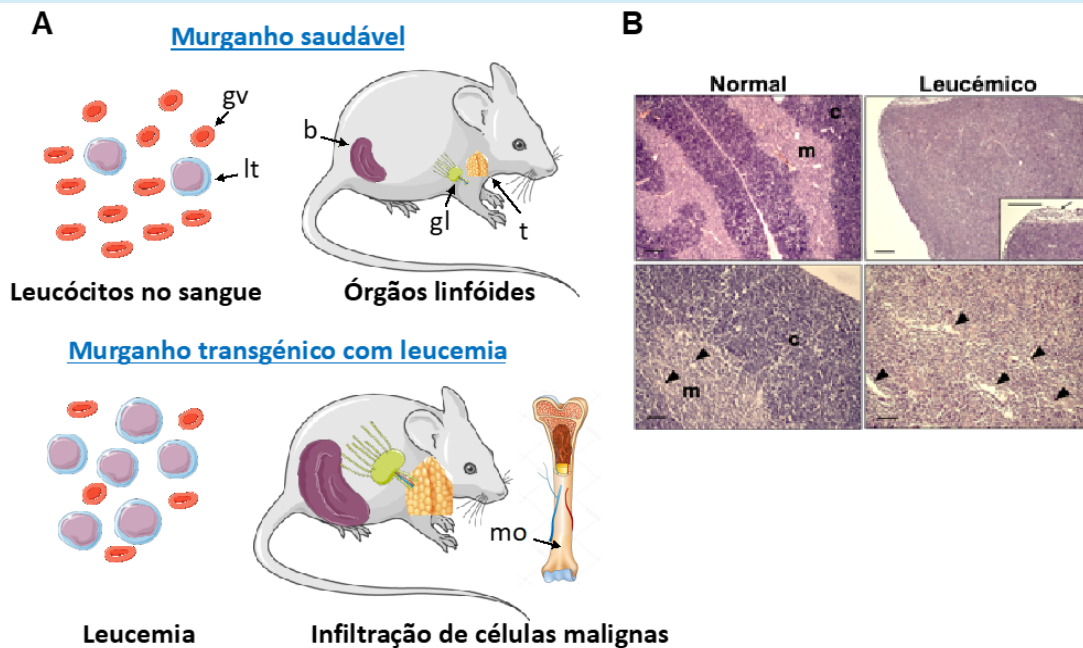 A
Murganho saudável
gv
lt
b
gl
t
Leucócitos no sangue
Órgãos linfóides
Murganho transgénico com leucemia
mo
Leucemia
Infiltração de células malignas
B
Normal
Leucémico
c
m
c
m